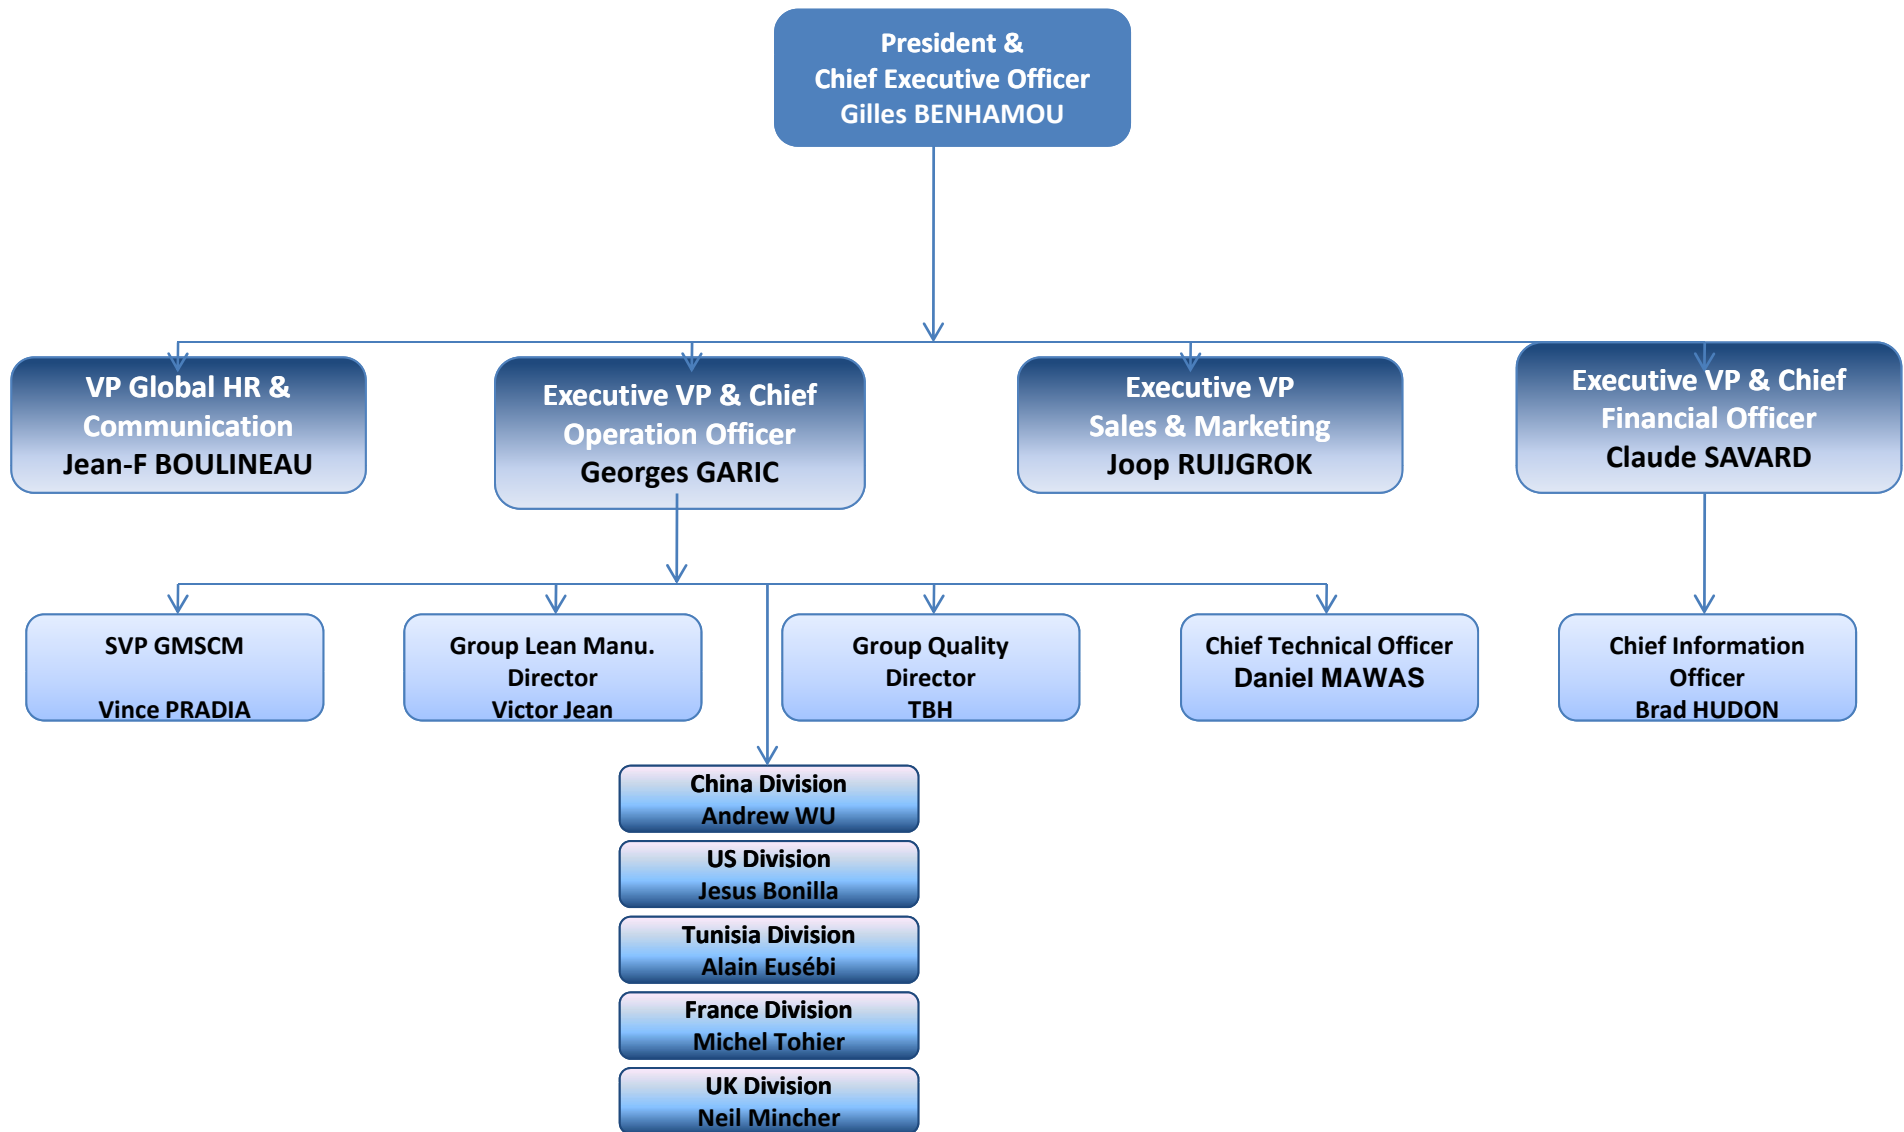 President &
Chief Executive Officer
Gilles BENHAMOU
VP Global HR &
Communication
Jean-F BOULINEAU
Executive VP & Chief
Operation Officer
Georges GARIC
Executive VP
Sales & Marketing
Joop RUIJGROK
Executive VP & Chief
Financial Officer
Claude SAVARD
SVP GMSCM
Vince PRADIA
Group Lean Manu.
Director
Victor Jean
Group Quality
Director
TBH
Chief Technical Officer
Daniel MAWAS
Chief Information
Officer
Brad HUDON
China Division
Andrew WU
US Division
Jesus Bonilla
Tunisia Division
Alain Eusébi
France Division
Michel Tohier
UK Division
Neil Mincher